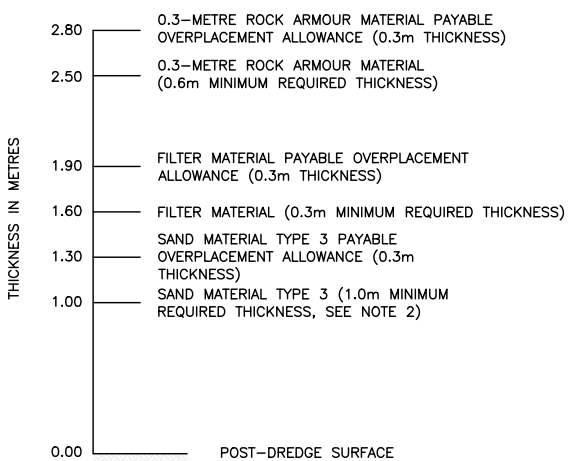 2.80
0.3-METRE ROCK ARMOUR MATERIAL PAYABLE
OVERPLACEMENT ALLOWANCE (0.3m THICKNESS)
2.50
0.3-METRE ROCK ARMOUR MATERIAL
(0.6m MINIMUM REQUIRED THICKNESS)
THICKNESS IN METRES
1.90
FILTER MATERIAL PAYABLE OVERPLACEMENT
ALLOWANCE (0.3m THICKNESS)
1.60
FILTER MATERIAL (0.3m MINIMUM REQUIRED THICKNESS)
1.30
SAND MATERIAL TYPE 3 PAYABLE
OVERPLACEMENT ALLOWANCE (0.3m
THICKNESS)
1.00
SAND MATERIAL TYPE 3 (1.0m MINIMUM
REQUIRED THICKNESS, SEE NOTE 2)
0.00
POST-DREDGE SURFACE